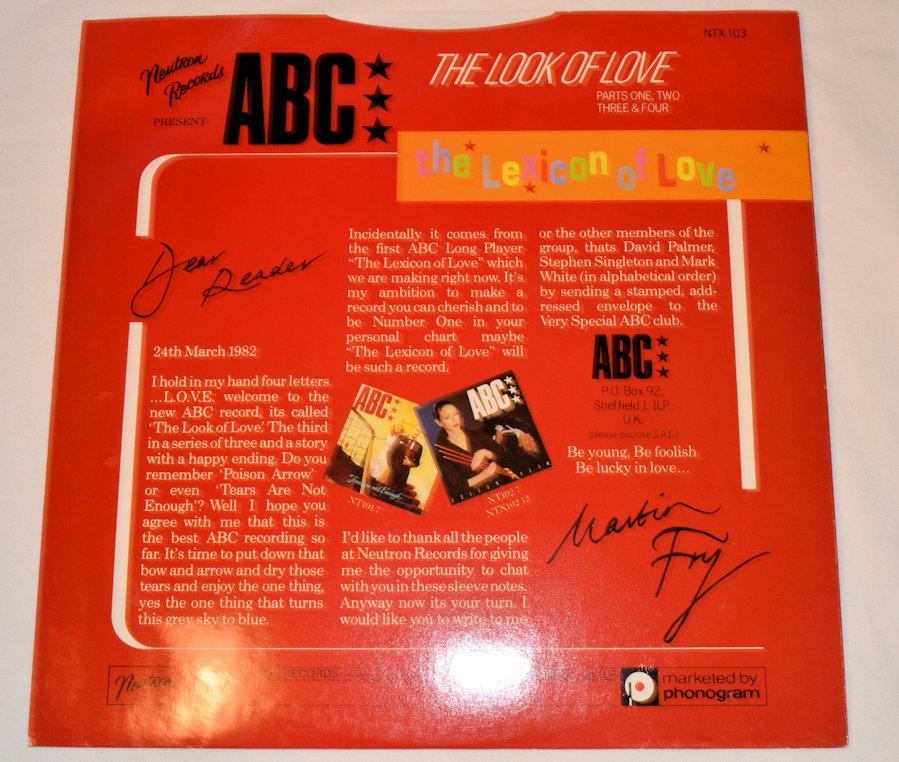 NTX 103
Neutron
Records
PRESENT
ABC
THE LOOK OF LOVE
PARTS ONE, TWO
THREE & FOUR
the Lexicon of Love
Dear
Reader
24th March 1982
I hold in my hand four letters
...L.O.V.E. welcome to the
new ABC record, its called
'The Look of Love'. The third
in a series of three and a story
with a happy ending. Do you
remember 'Poison Arrow'
or even 'Tears Are Not
Enough'? Well I hope you
agree with me that this is
the best ABC recording so
far. It's time to put down that
bow and arrow and dry those
tears and enjoy the one thing,
yes the one thing that turns
this grey sky to blue.
Incidentally it comes from
the first ABC Long Player
"The Lexicon of Love" which
we are making right now. It's
my ambition to make a
record you can cherish and to
be Number One in your
personal chart maybe
"The Lexicon of Love" will
be such a record.
ABC
NT101 7
ABC
NT102 7
NTX102 12
I'd like to thank all the people
at Neutron Records for giving
me the opportunity to chat
with you in these sleeve notes.
Anyway now its your turn. I
would like you to write to me
or the other members of the
group, thats David Palmer,
Stephen Singleton and Mark
White (in alphabetical order)
by sending a stamped, add-
ressed envelope to the
Very Special ABC club.
ABC
P.O. Box 92,
Sheffield 1. 1LP.
U.K.
(please enclose S.A.E.)
Be young, Be foolish
Be lucky in love...
Martin
Fry
Neutron
RECORDS
marketed by
phonogram